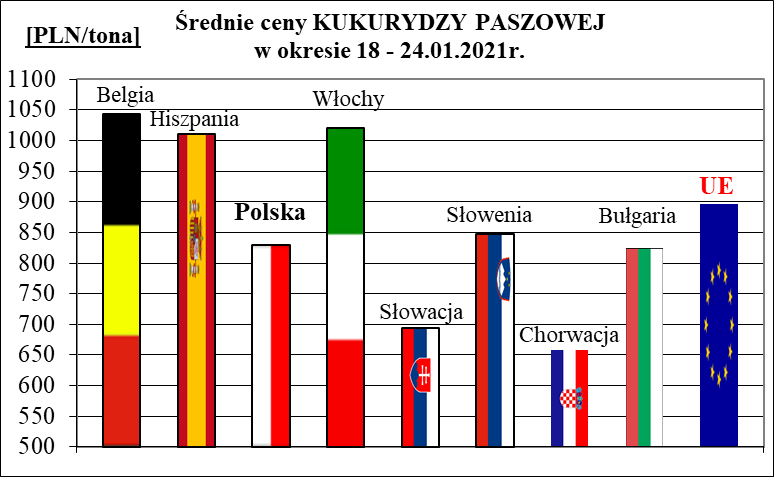 Średnie ceny KUKURYDZY PASZOWEJ
w okresie 18 - 24.01.2021r.
[PLN/tona]
1100
1050
1000
950
900
850
800
750
700
650
600
550
500
Belgia
Hiszpania
Polska
Włochy
Słowacja
Słowenia
Chorwacja
Bułgaria
UE